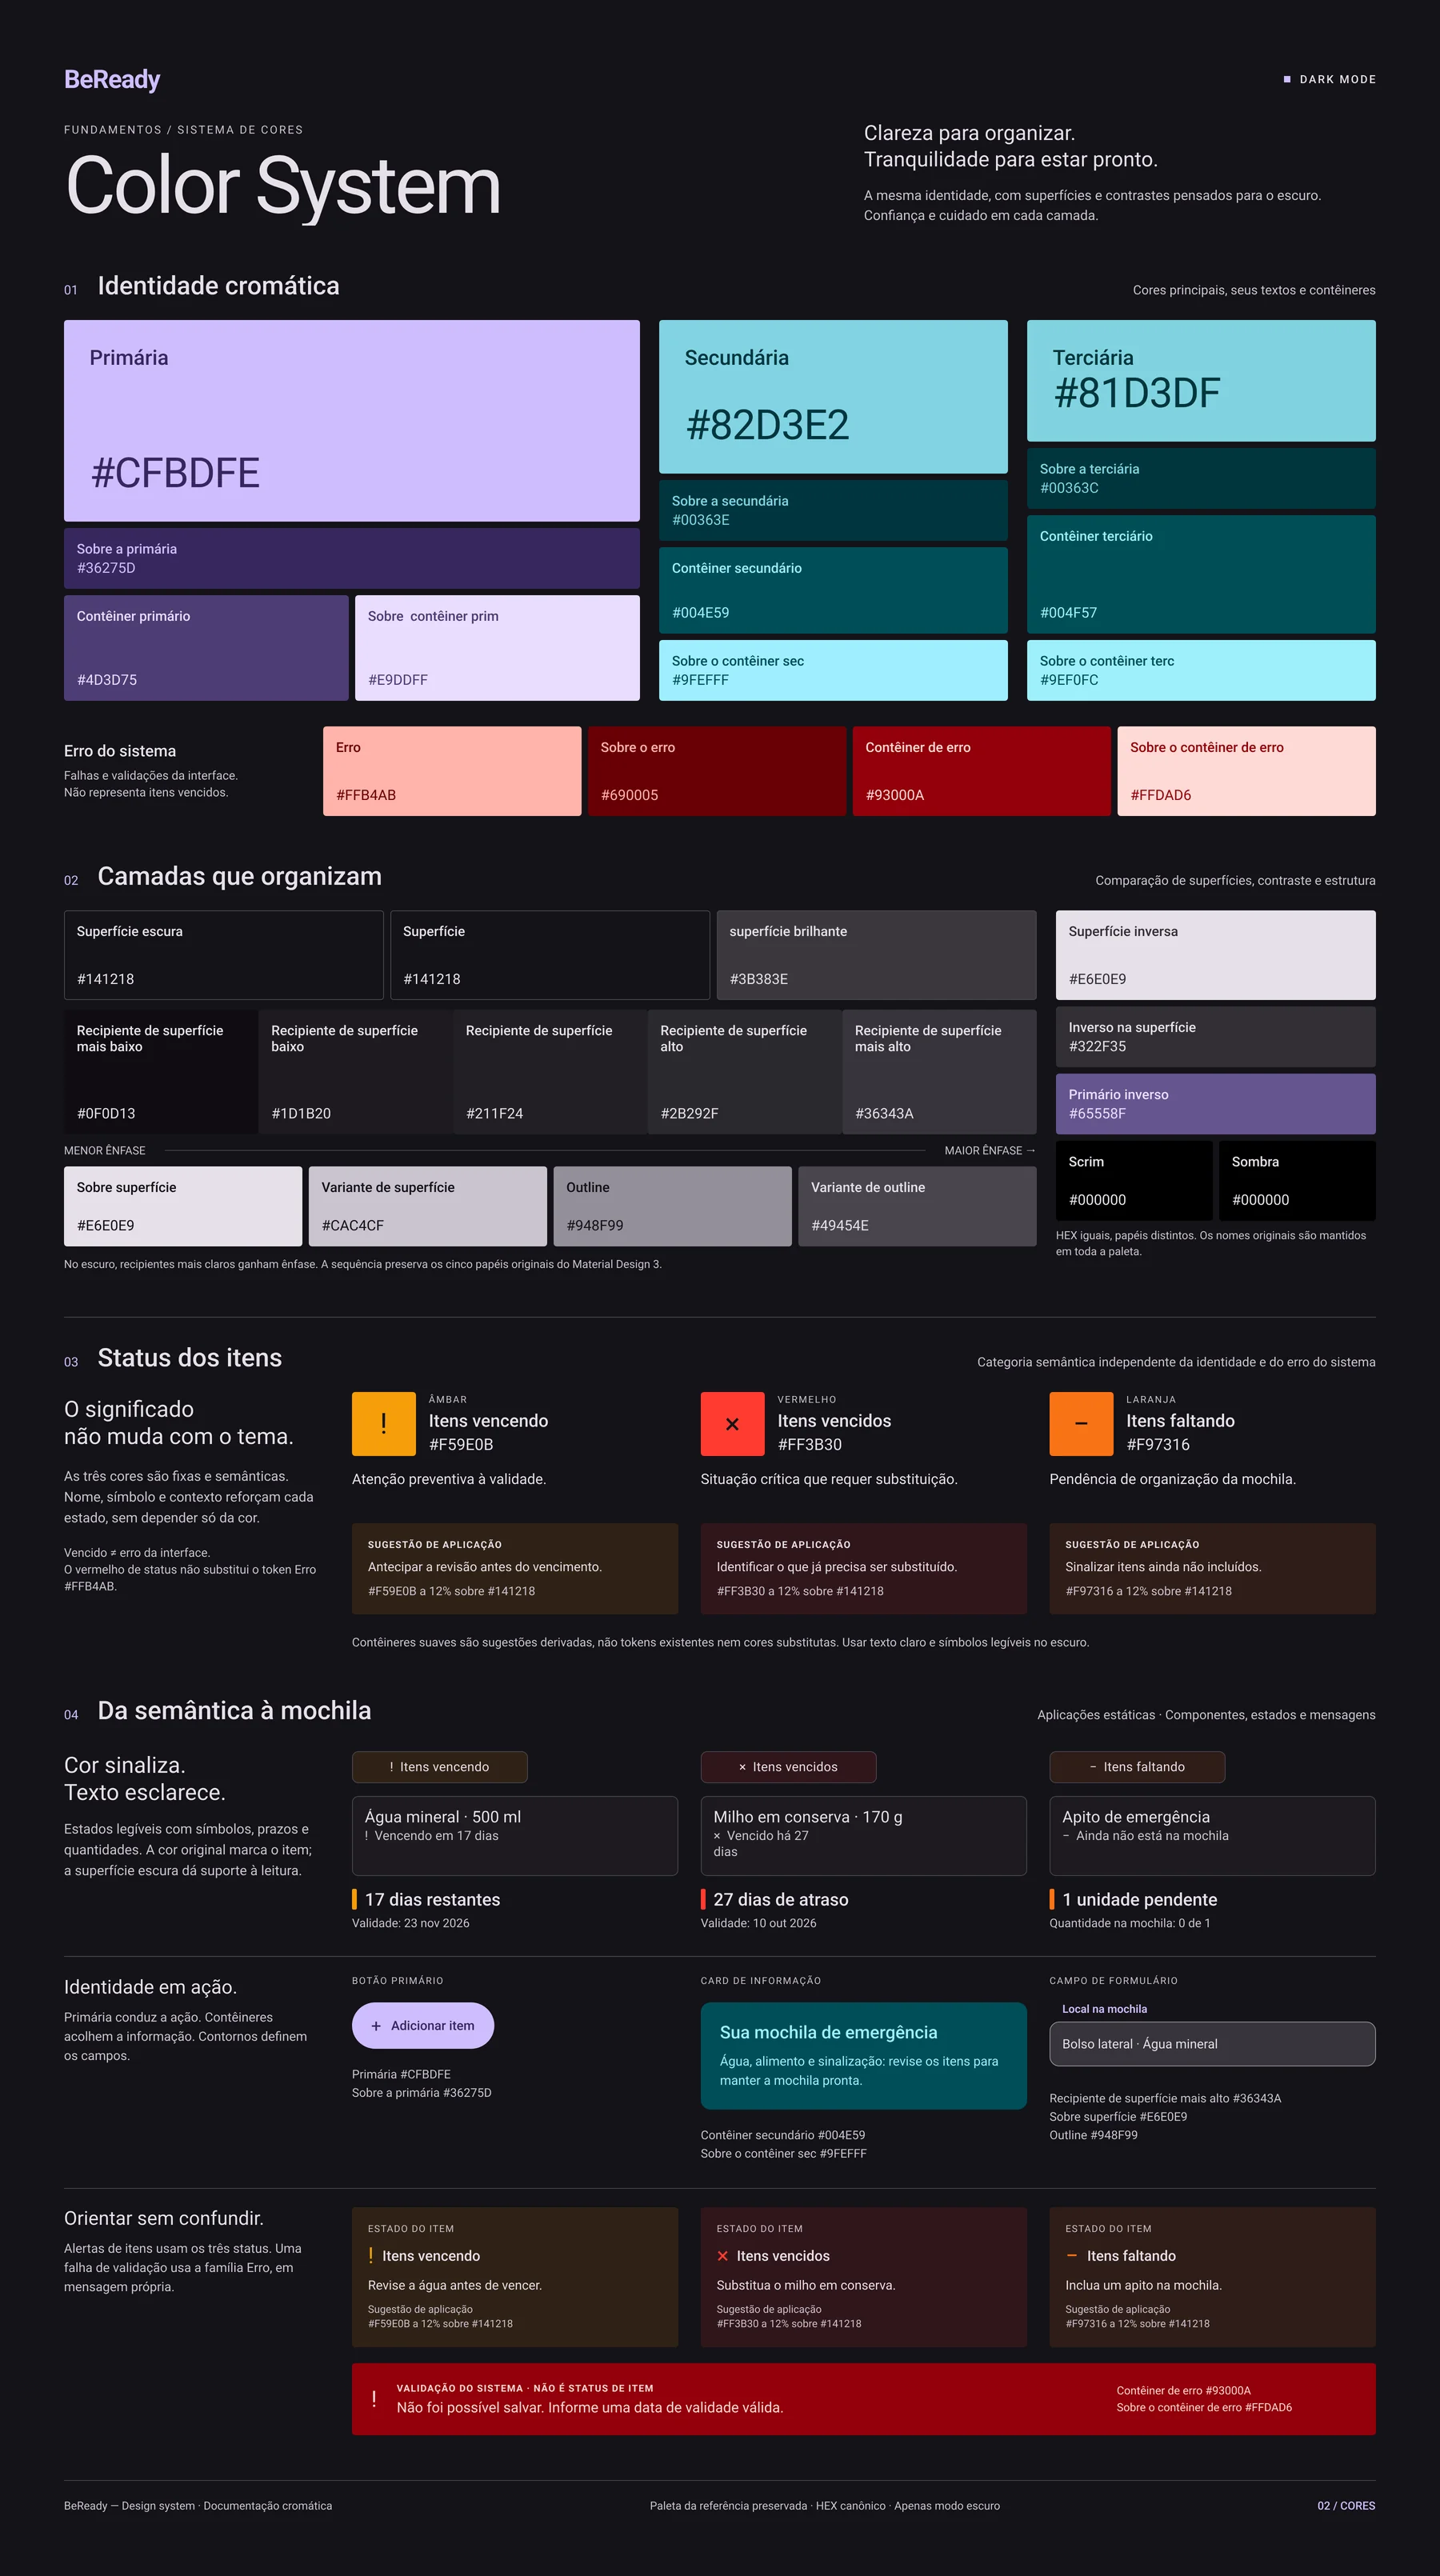 BeReady
DARK MODE
FUNDAMENTOS / SISTEMA DE CORES
Color System
Clareza para organizar.
Tranquilidade para estar pronto.
A mesma identidade, com superfícies e contrastes pensados para o escuro.
Confiança e cuidado em cada camada.
01 Identidade cromática
Cores principais, seus textos e contêineres
Primária
#CFBDFE
Sobre a primária
#36275D
Contêiner primário
#4D3D75
Sobre  contêiner prim
#E9DDFF
Secundária
#82D3E2
Sobre a secundária
#00363E
Contêiner secundário
#004E59
Sobre o contêiner sec
#9FEFFF
Terciária
#81D3DF
Sobre a terciária
#00363C
Contêiner terciário
#004F57
Sobre o contêiner terc
#9EF0FC
Erro do sistema
Falhas e validações da interface.
Não representa itens vencidos.
Erro
#FFB4AB
Sobre o erro
#690005
Contêiner de erro
#93000A
Sobre o contêiner de erro
#FFDAD6
02 Camadas que organizam
Comparação de superfícies, contraste e estrutura
Superfície escura
#141218
Superfície
#141218
superfície brilhante
#3B383E
Recipiente de superfície
mais baixo
#0F0D13
Recipiente de superfície
baixo
#1D1B20
Recipiente de superfície
#211F24
Recipiente de superfície
alto
#2B292F
Recipiente de superfície
mais alto
#36343A
MENOR ÊNFASE
MAIOR ÊNFASE →
Sobre superfície
#E6E0E9
Variante de superfície
#CAC4CF
Outline
#948F99
Variante de outline
#49454E
No escuro, recipientes mais claros ganham ênfase. A sequência preserva os cinco papéis originais do Material Design 3.
Superfície inversa
#E6E0E9
Inverso na superfície
#322F35
Primário inverso
#65558F
Scrim
#000000
Sombra
#000000
HEX iguais, papéis distintos. Os nomes originais são mantidos
em toda a paleta.
03 Status dos itens
Categoria semântica independente da identidade e do erro do sistema
O significado
não muda com o tema.
As três cores são fixas e semânticas.
Nome, símbolo e contexto reforçam cada
estado, sem depender só da cor.
Vencido ≠ erro da interface.
O vermelho de status não substitui o token Erro
#FFB4AB.
!
ÂMBAR
Itens vencendo
#F59E0B
Atenção preventiva à validade.
SUGESTÃO DE APLICAÇÃO
Antecipar a revisão antes do vencimento.
#F59E0B a 12% sobre #141218
×
VERMELHO
Itens vencidos
#FF3B30
Situação crítica que requer substituição.
SUGESTÃO DE APLICAÇÃO
Identificar o que já precisa ser substituído.
#FF3B30 a 12% sobre #141218
−
LARANJA
Itens faltando
#F97316
Pendência de organização da mochila.
SUGESTÃO DE APLICAÇÃO
Sinalizar itens ainda não incluídos.
#F97316 a 12% sobre #141218
Contêineres suaves são sugestões derivadas, não tokens existentes nem cores substitutas. Usar texto claro e símbolos legíveis no escuro.
04 Da semântica à mochila
Aplicações estáticas · Componentes, estados e mensagens
Cor sinaliza.
Texto esclarece.
Estados legíveis com símbolos, prazos e
quantidades. A cor original marca o item;
a superfície escura dá suporte à leitura.
! Itens vencendo
Água mineral · 500 ml
! Vencendo em 17 dias
17 dias restantes
Validade: 23 nov 2026
× Itens vencidos
Milho em conserva · 170 g
× Vencido há 27
dias
27 dias de atraso
Validade: 10 out 2026
− Itens faltando
Apito de emergência
− Ainda não está na mochila
1 unidade pendente
Quantidade na mochila: 0 de 1
Identidade em ação.
Primária conduz a ação. Contêineres
acolhem a informação. Contornos definem
os campos.
BOTÃO PRIMÁRIO
+ Adicionar item
Primária #CFBDFE
Sobre a primária #36275D
CARD DE INFORMAÇÃO
Sua mochila de emergência
Água, alimento e sinalização: revise os itens para
manter a mochila pronta.
Contêiner secundário #004E59
Sobre o contêiner sec #9FEFFF
CAMPO DE FORMULÁRIO
Local na mochila
Bolso lateral · Água mineral
Recipiente de superfície mais alto #36343A
Sobre superfície #E6E0E9
Outline #948F99
Orientar sem confundir.
Alertas de itens usam os três status. Uma
falha de validação usa a família Erro, em
mensagem própria.
ESTADO DO ITEM
! Itens vencendo
Revise a água antes de vencer.
Sugestão de aplicação
#F59E0B a 12% sobre #141218
ESTADO DO ITEM
× Itens vencidos
Substitua o milho em conserva.
Sugestão de aplicação
#FF3B30 a 12% sobre #141218
ESTADO DO ITEM
− Itens faltando
Inclua um apito na mochila.
Sugestão de aplicação
#F97316 a 12% sobre #141218
!
VALIDAÇÃO DO SISTEMA · NÃO É STATUS DE ITEM
Não foi possível salvar. Informe uma data de validade válida.
Contêiner de erro #93000A
Sobre o contêiner de erro #FFDAD6
BeReady — Design system · Documentação cromática
Paleta da referência preservada · HEX canônico · Apenas modo escuro
02 / CORES